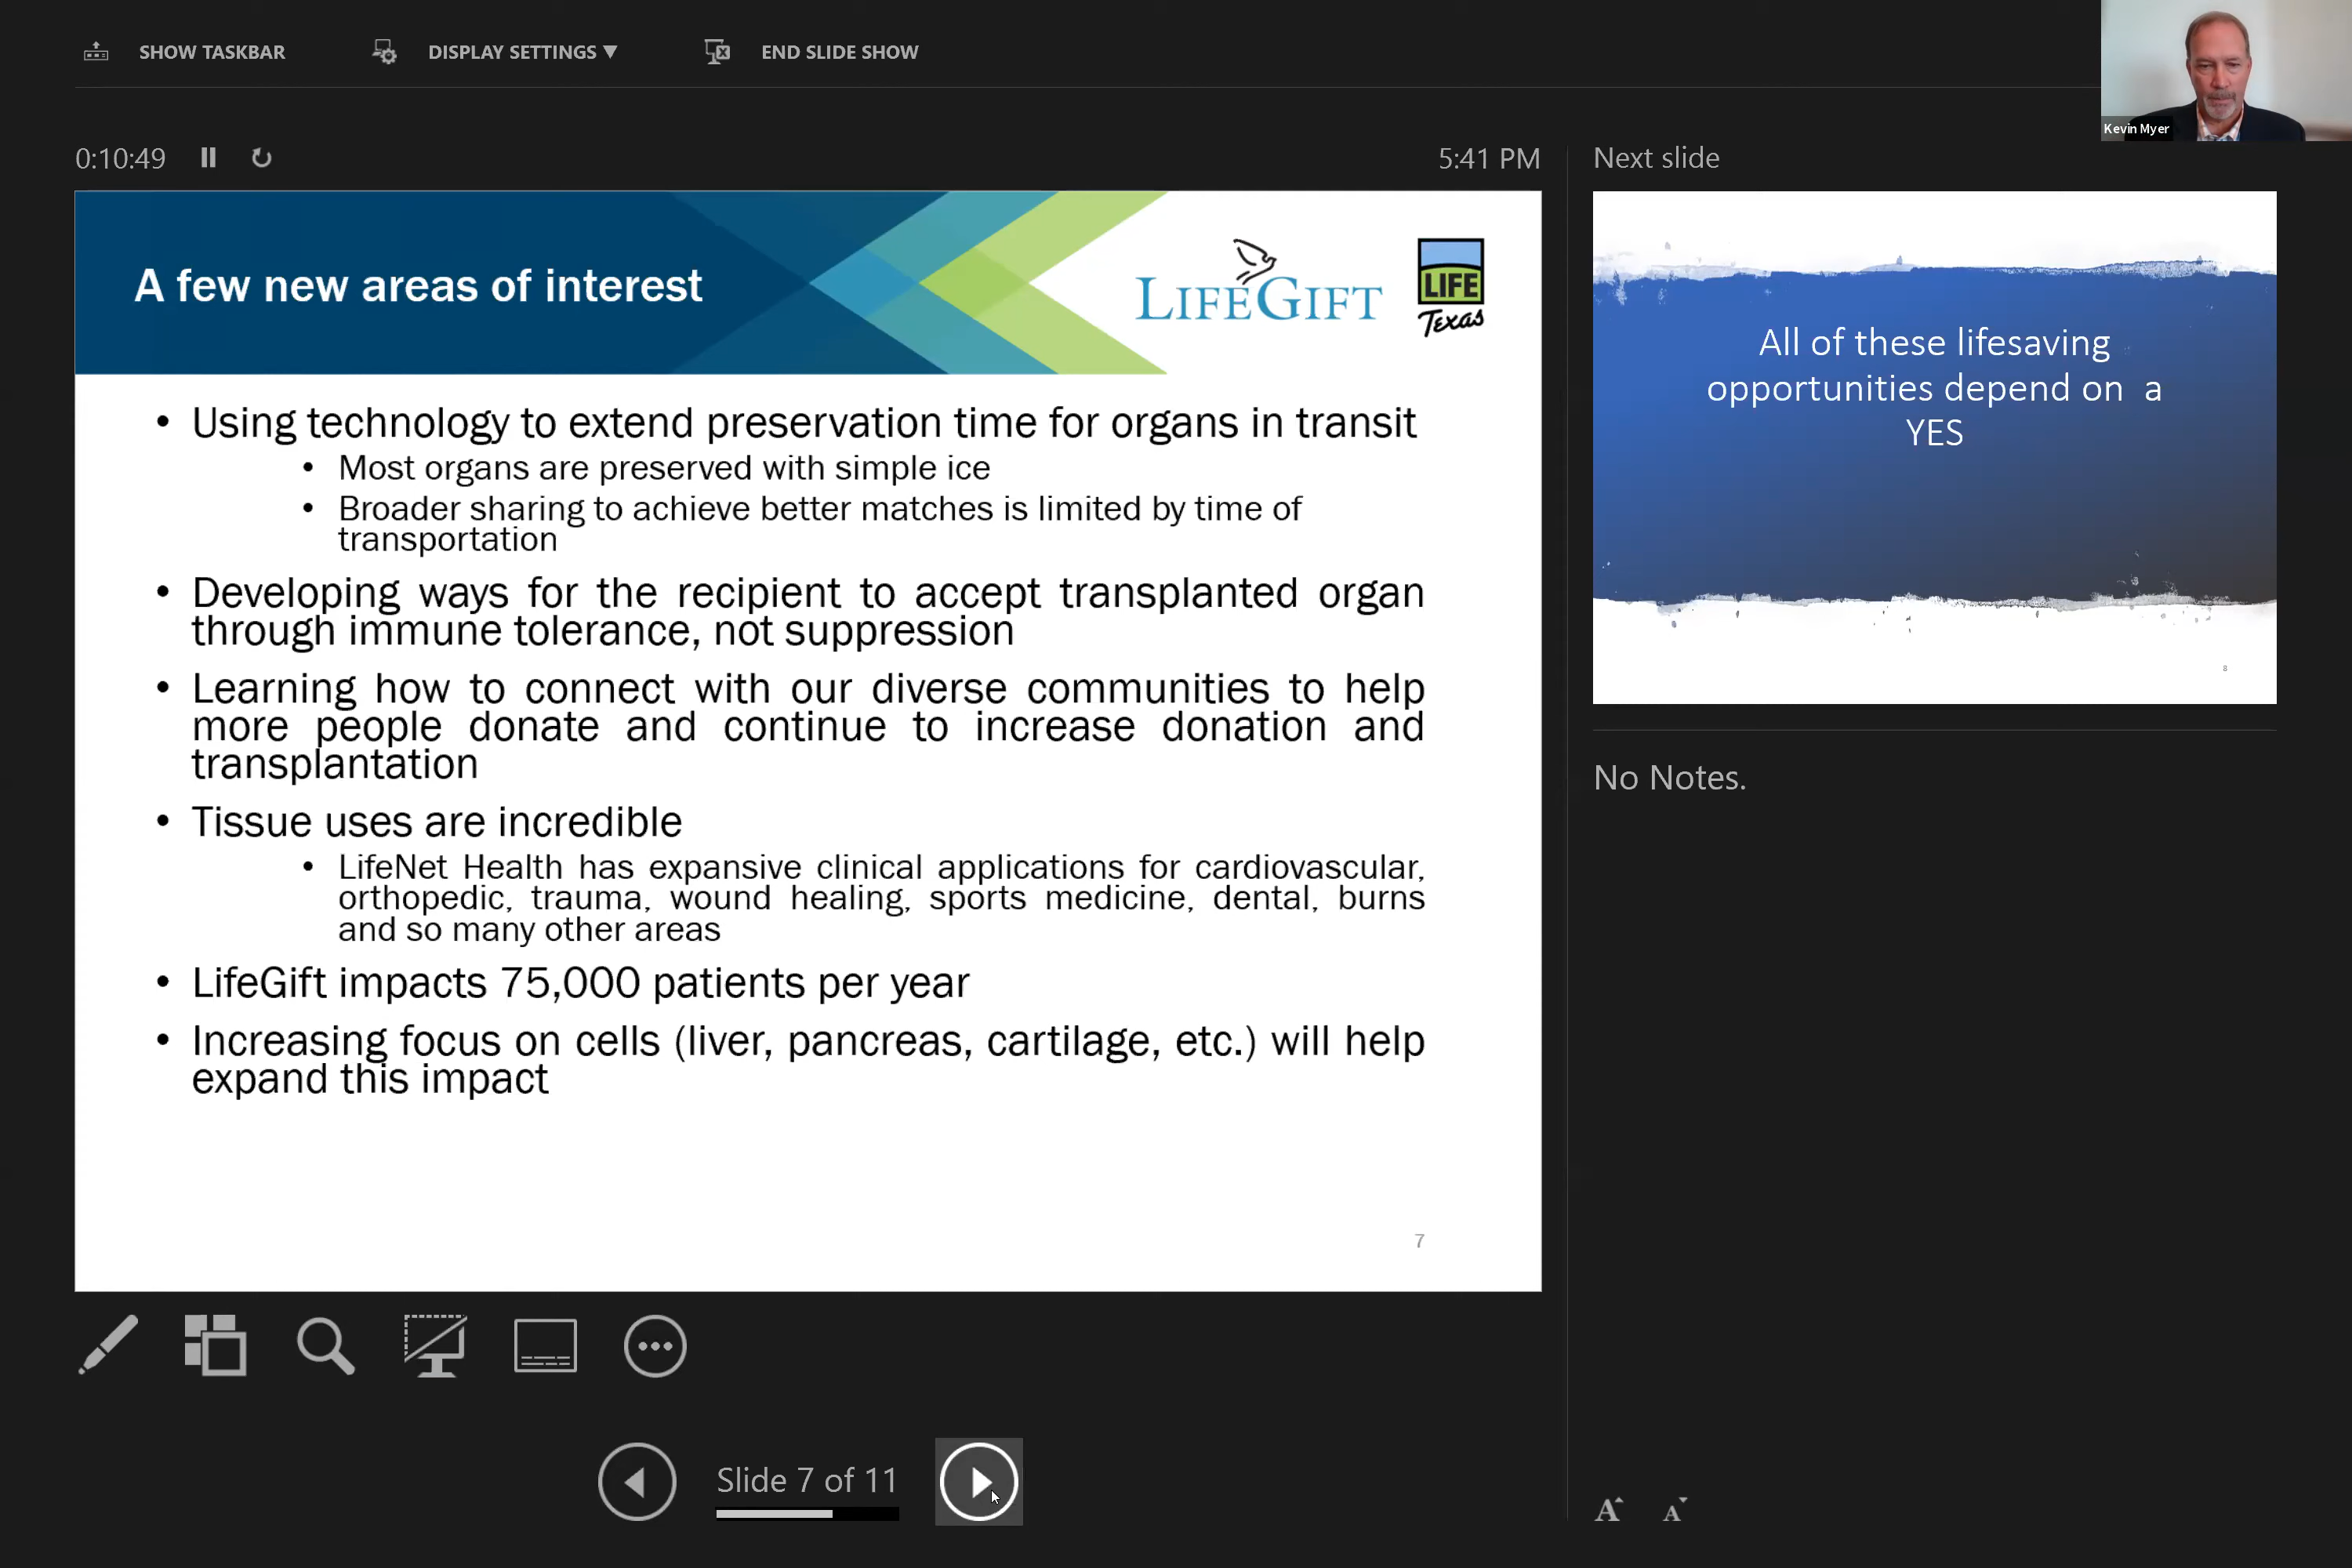 SHOW TASKBAR
DISPLAY SETTINGS ▼
END SLIDE SHOW
Kevin Myer
0:10:49
5:41 PM
Next slide
A few new areas of interest
LIFEGIFT
LIFE
Texas
• Using technology to extend preservation time for organs in transit
• Most organs are preserved with simple ice
• Broader sharing to achieve better matches is limited by time of
transportation
• Developing ways for the recipient to accept transplanted organ
through immune tolerance, not suppression
• Learning how to connect with our diverse communities to help
more people donate and continue to increase donation and
transplantation
• Tissue uses are incredible
• LifeNet Health has expansive clinical applications for cardiovascular,
orthopedic, trauma, wound healing, sports medicine, dental, burns
and so many other areas
• LifeGift impacts 75,000 patients per year
• Increasing focus on cells (liver, pancreas, cartilage, etc.) will help
expand this impact
7
All of these lifesaving
opportunities depend on a
YES
8
No Notes.
Slide 7 of 11
A A